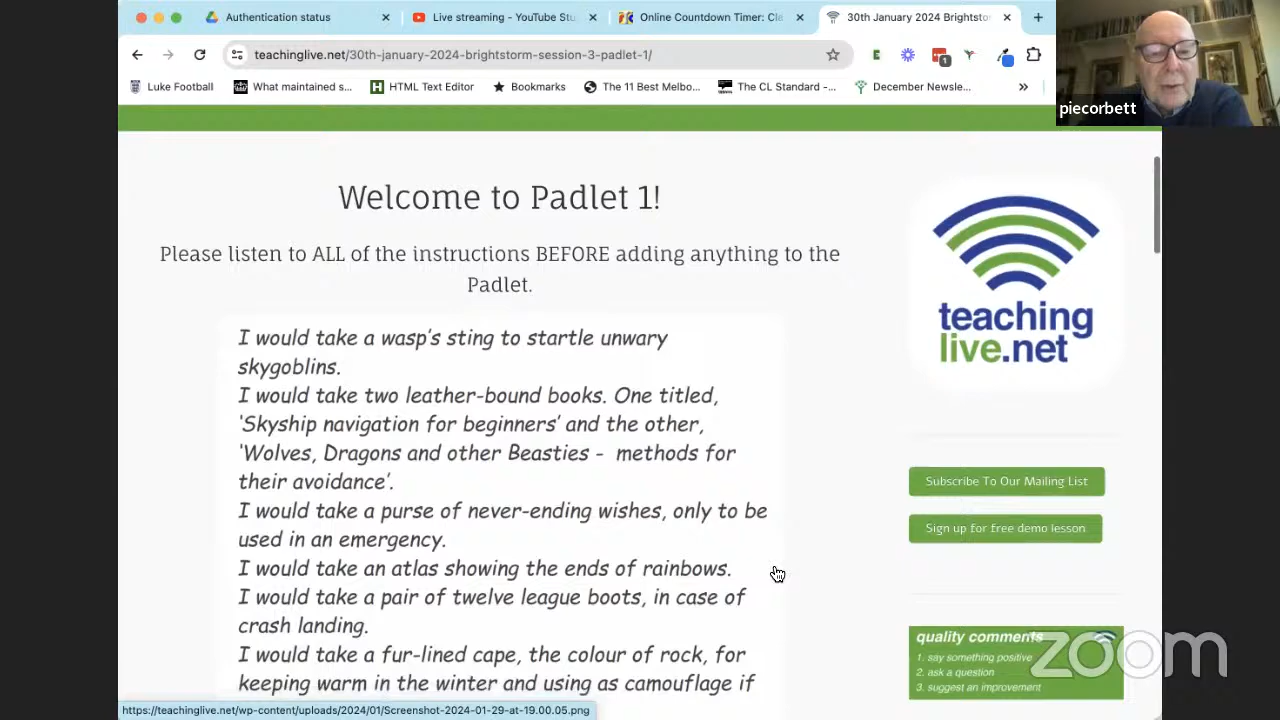 Authentication status
Live streaming - YouTube Stu
Online Countdown Timer: Cle
30th January 2024 Brightsto
teachinglive.net/30th-january-2024-brightstorm-session-3-padlet-1/
1
Luke Football
What maintained s...
HTML Text Editor
Bookmarks
The 11 Best Melbo...
The CL Standard -...
December Newsle...
piecorbett
Welcome to Padlet 1!
Please listen to ALL of the instructions BEFORE adding anything to the
Padlet.
I would take a wasp's sting to startle unwary
skygoblins.
I would take two leather-bound books. One titled,
'Skyship navigation for beginners' and the other,
'Wolves, Dragons and other Beasties - methods for
their avoidance'.
I would take a purse of never-ending wishes, only to be
used in an emergency.
I would take an atlas showing the ends of rainbows.
I would take a pair of twelve league boots, in case of
crash landing.
I would take a fur-lined cape, the colour of rock, for
keeping warm in the winter and using as camouflage if
teaching
live.net
Subscribe To Our Mailing List
Sign up for free demo lesson
quality comments
1. say something positive
2. ask a question
3. suggest an improvement
zoom
https://teachinglive.net/wp-content/uploads/2024/01/Screenshot-2024-01-29-at-19.00.05.png